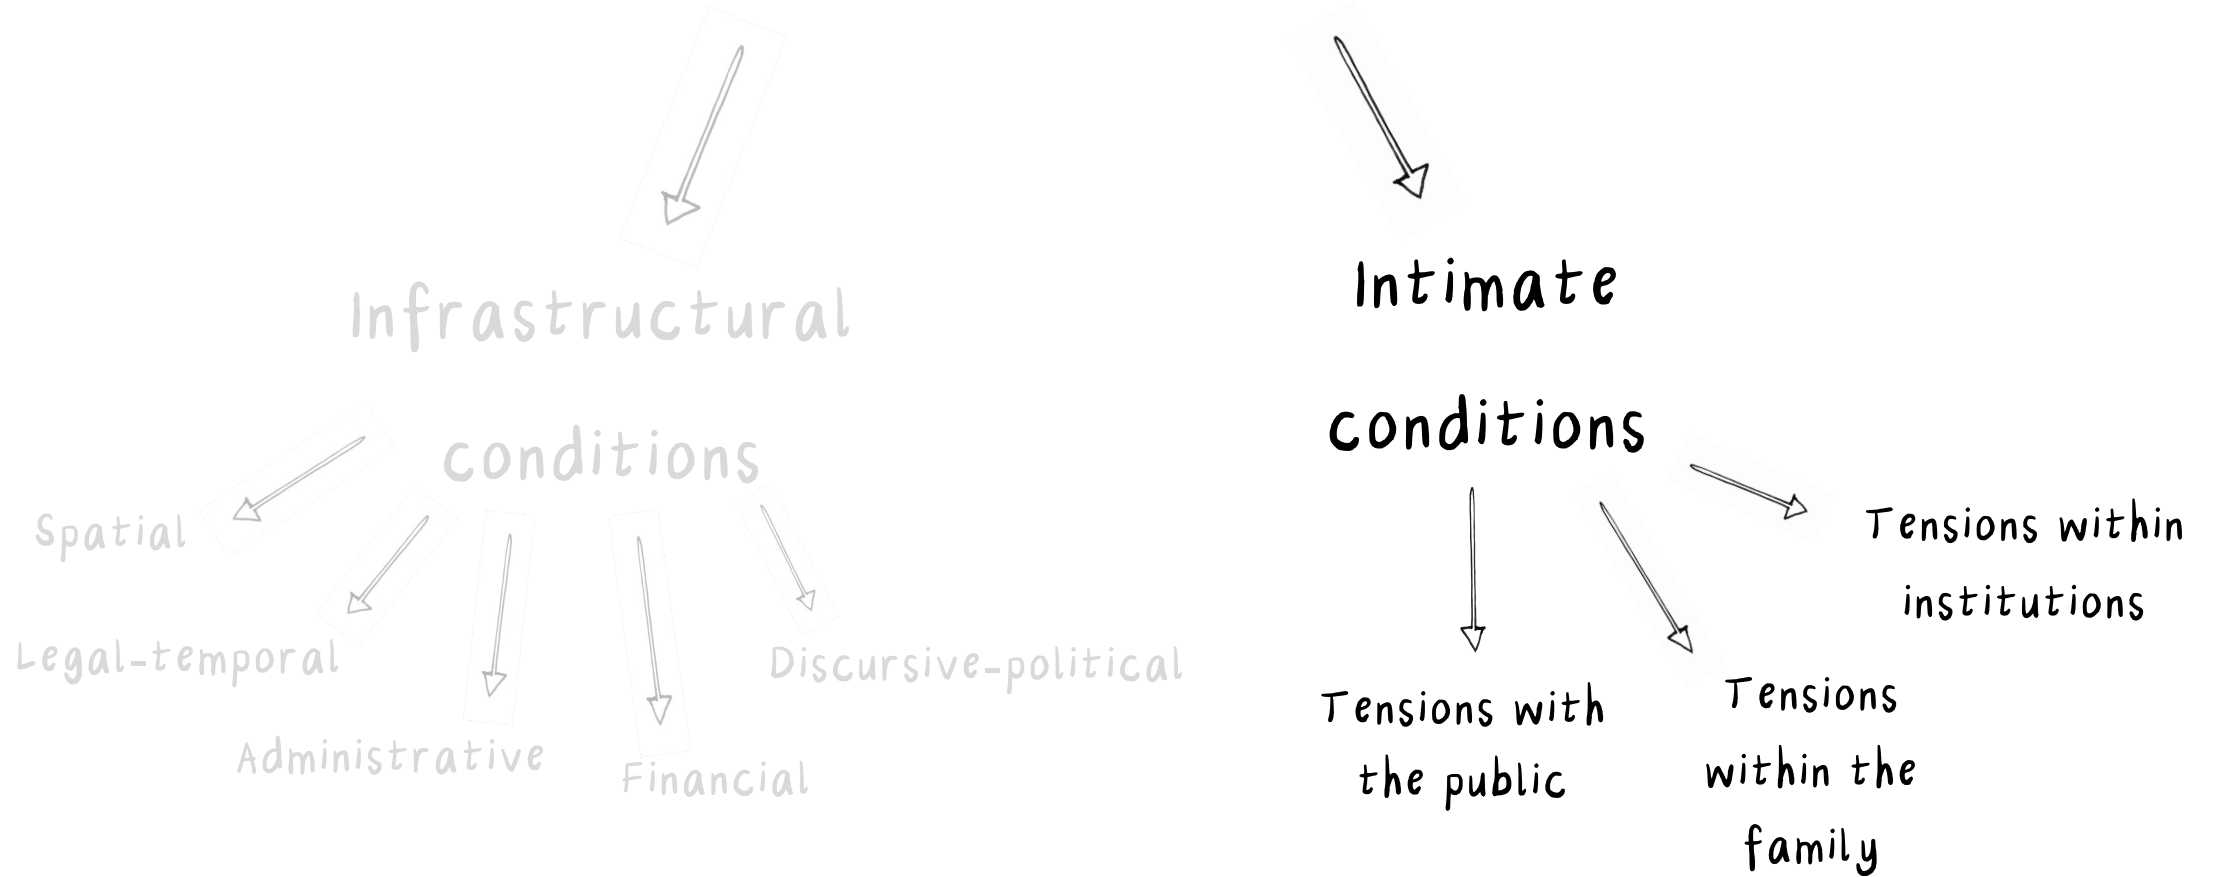 Infrastructural
conditions
Spatial
Legal-temporal
Administrative
Financial
Discursive-political
Intimate
conditions
Tensions with
the public
Tensions
within the
family
Tensions within
institutions